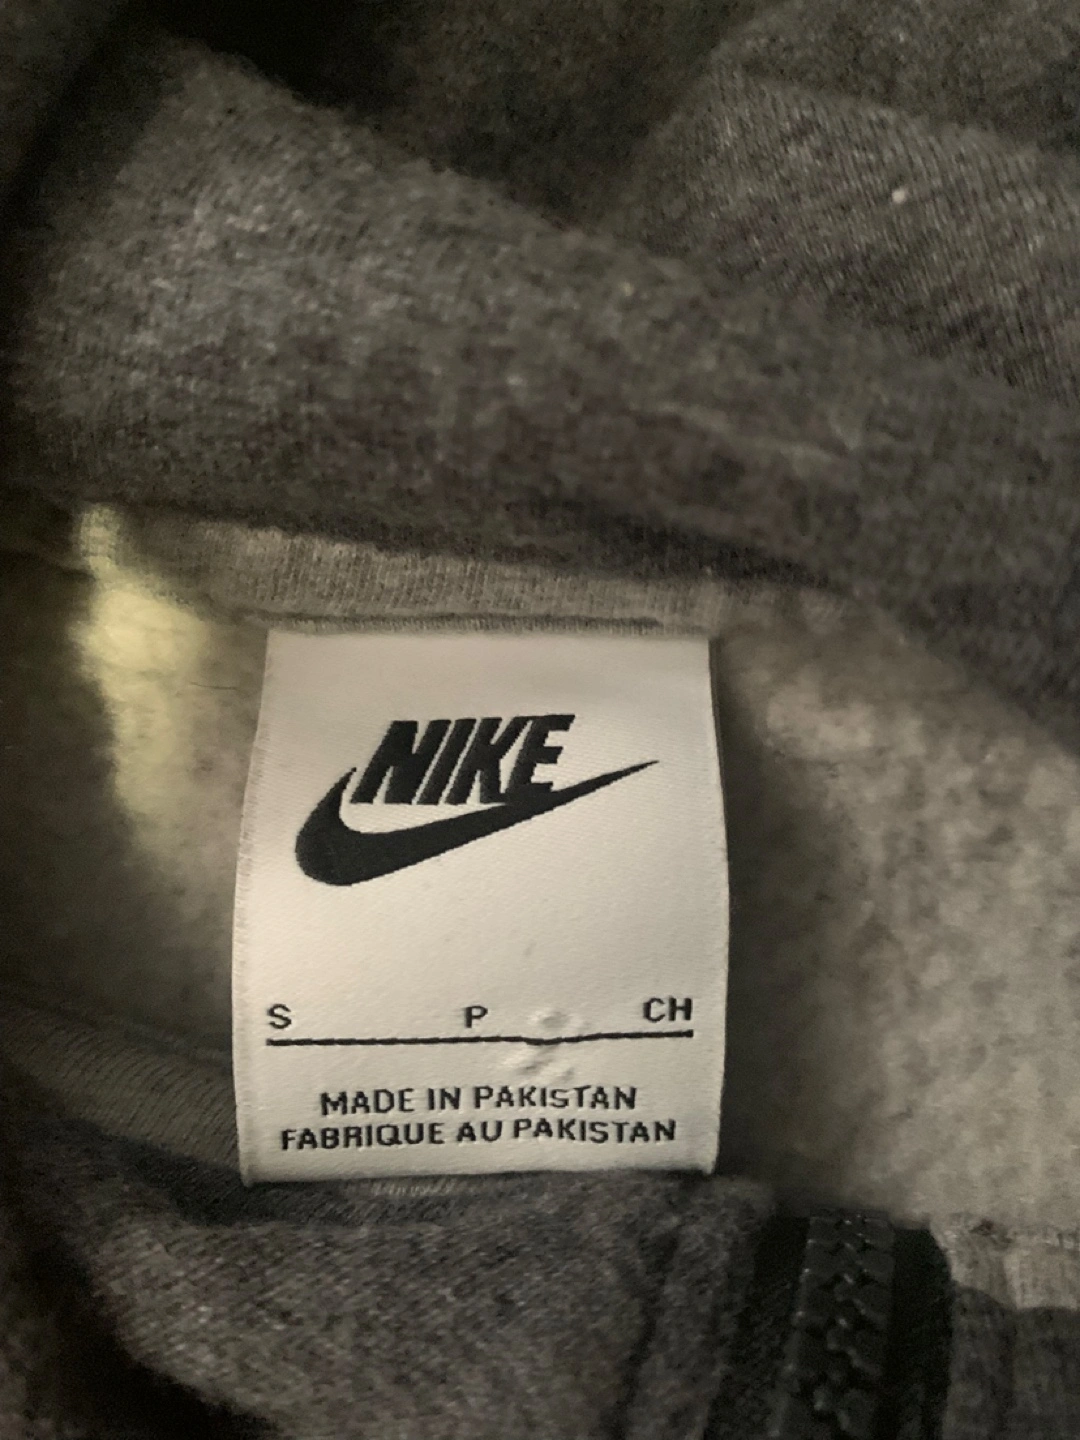 NIKE
S P CH
MADE IN PAKISTAN
FABRIQUE AU PAKISTAN